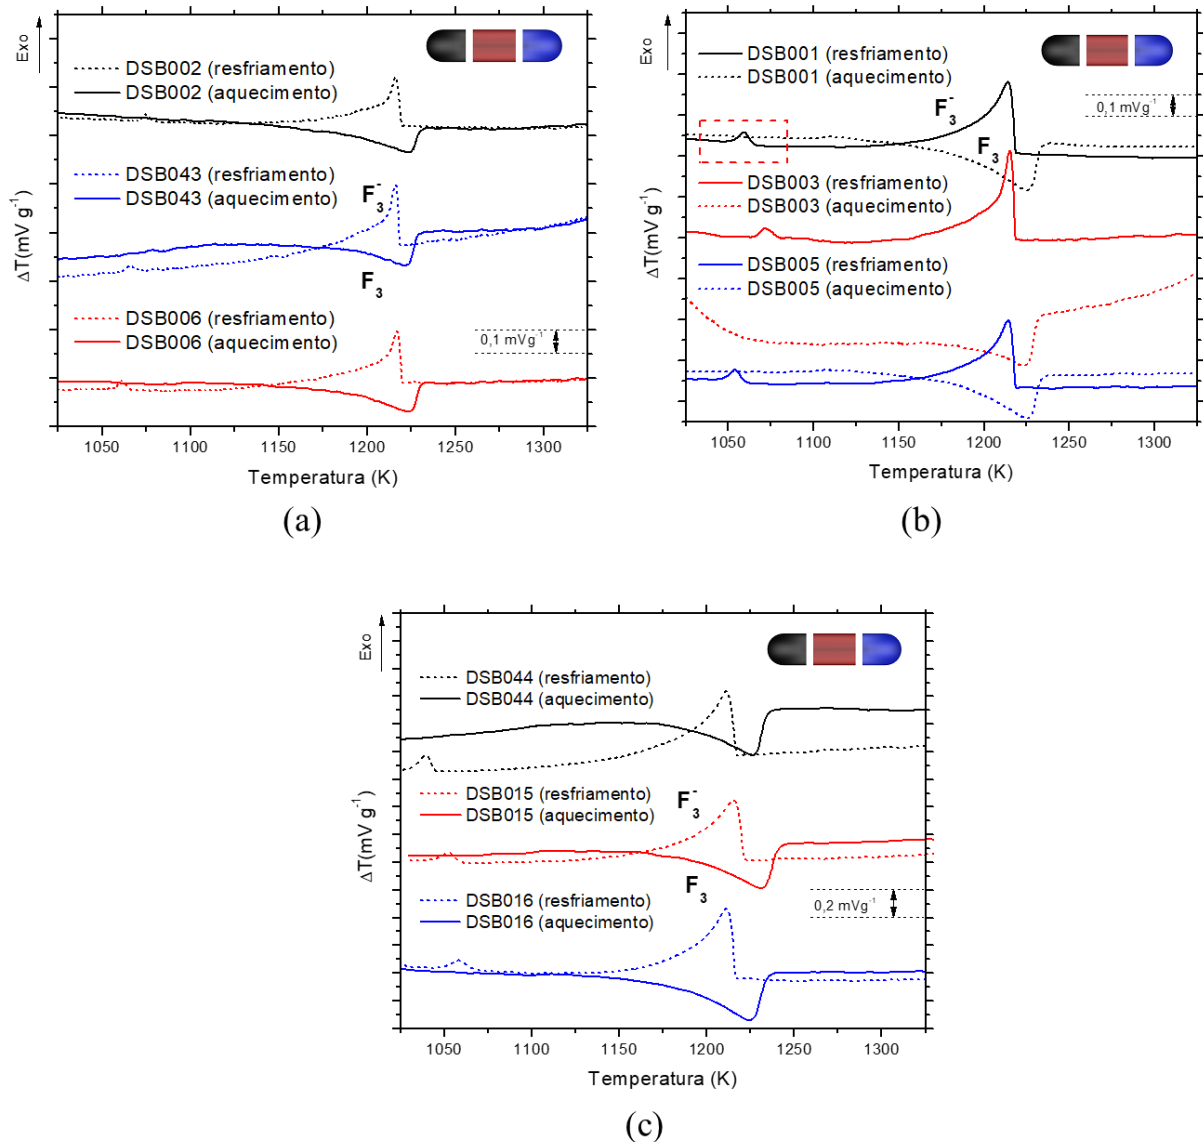 Exo
DSB002 (resfriamento)
DSB002 (aquecimento)
DSB043 (resfriamento)
DSB043 (aquecimento)
F₃⁻
F₃
DSB006 (resfriamento)
DSB006 (aquecimento)
0,1 mVg⁻¹
ΔT(mV g⁻¹)
1050 1100 1150 1200 1250 1300
Temperatura (K)
(a)
Exo
DSB001 (resfriamento)
DSB001 (aquecimento)
0,1 mVg⁻¹
F₃⁻
F₃
DSB003 (resfriamento)
DSB003 (aquecimento)
DSB005 (resfriamento)
DSB005 (aquecimento)
ΔT(mV g⁻¹)
1050 1100 1150 1200 1250 1300
Temperatura (K)
(b)
Exo
DSB044 (resfriamento)
DSB044 (aquecimento)
DSB015 (resfriamento)
DSB015 (aquecimento)
F₃⁻
F₃
0,2 mVg⁻¹
DSB016 (resfriamento)
DSB016 (aquecimento)
ΔT(mV g⁻¹)
1050 1100 1150 1200 1250 1300
Temperatura (K)
(c)